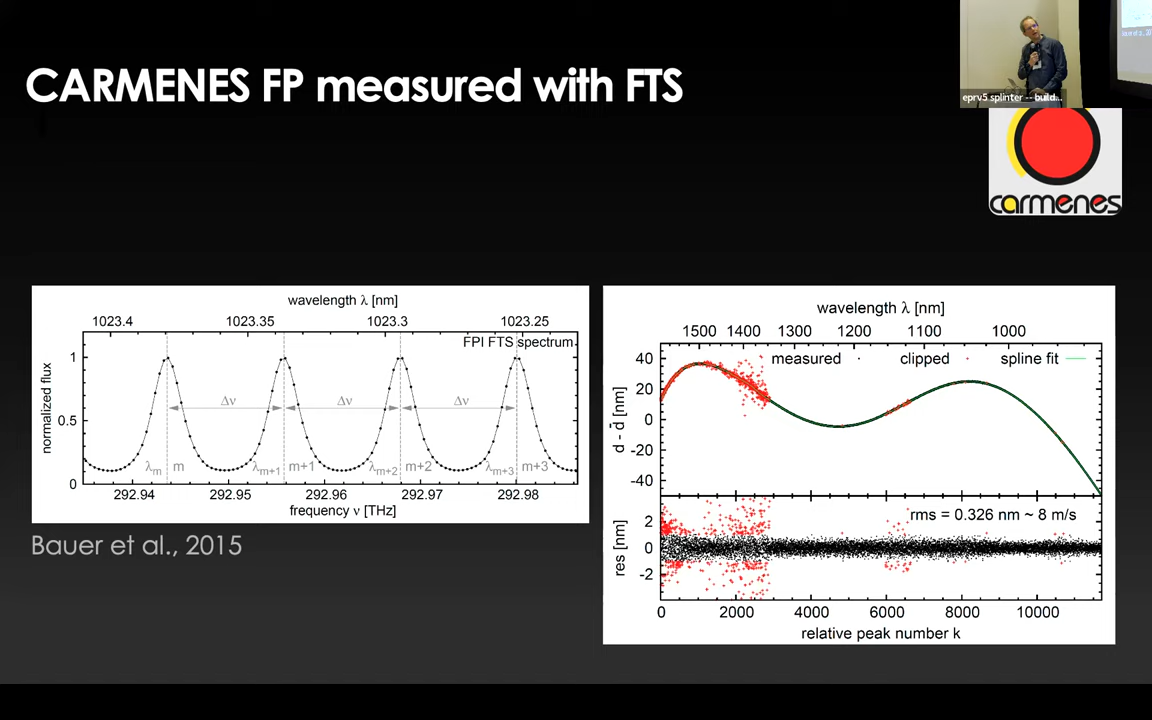 CARMENES FP measured with FTS
eprv5 splinter -- build...
carmenes
wavelength λ [nm]
1023.4 1023.35 1023.3 1023.25
FPI FTS spectrum
normalized flux
1
0.5
0
Δν Δν Δν
λm m λm+1 m+1 λm+2 m+2 λm+3 m+3
292.94 292.95 292.96 292.97 292.98
frequency ν [THz]
Bauer et al., 2015
wavelength λ [nm]
1500 1400 1300 1200 1100 1000
measured clipped spline fit
d - d̄ [nm]
40
20
0
-20
-40
rms = 0.326 nm ~ 8 m/s
res [nm]
2
0
-2
0 2000 4000 6000 8000 10000
relative peak number k